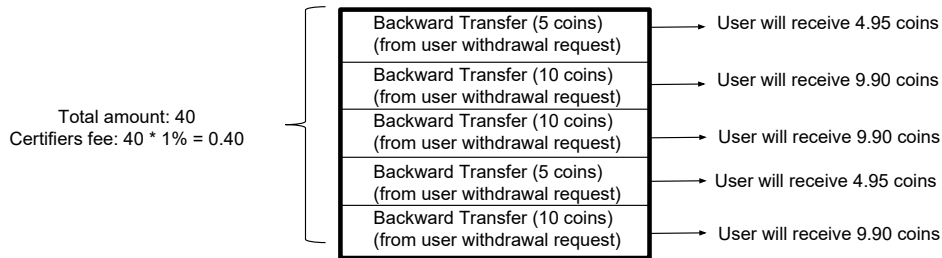 Total amount: 40
Certifiers fee: 40 * 1% = 0.40
Backward Transfer (5 coins)
(from user withdrawal request)
User will receive 4.95 coins
Backward Transfer (10 coins)
(from user withdrawal request)
User will receive 9.90 coins
Backward Transfer (10 coins)
(from user withdrawal request)
User will receive 9.90 coins
Backward Transfer (5 coins)
(from user withdrawal request)
User will receive 4.95 coins
Backward Transfer (10 coins)
(from user withdrawal request)
User will receive 9.90 coins